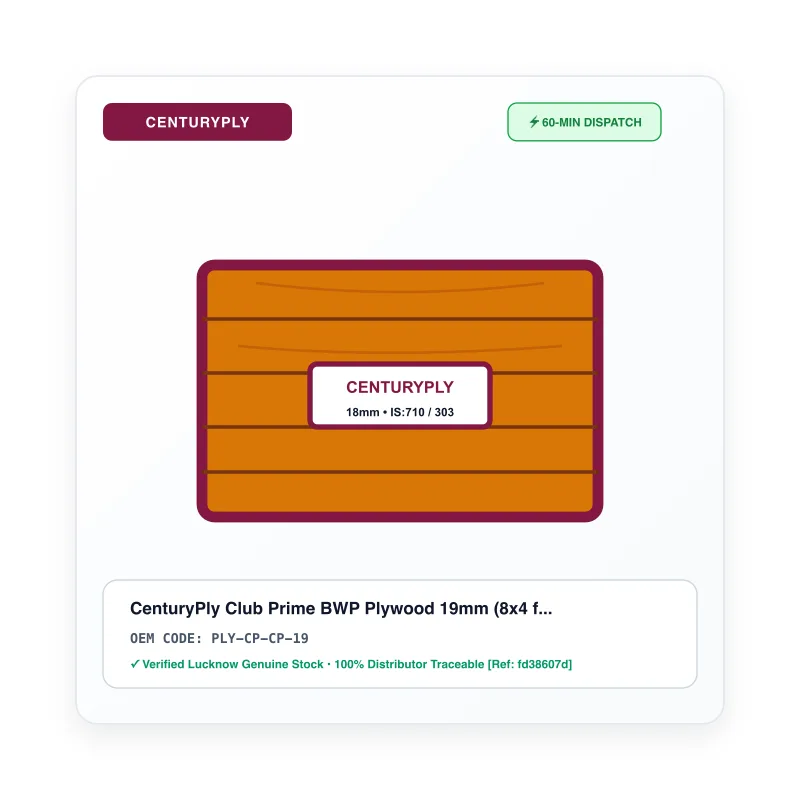 CENTURYPLY
⚡ 60-MIN DISPATCH
CENTURYPLY
18mm • IS:710 / 303
CenturyPly Club Prime BWP Plywood 19mm (8x4 f...
OEM CODE: PLY-CP-CP-19
✓ Verified Lucknow Genuine Stock · 100% Distributor Traceable [Ref: fd38607d]